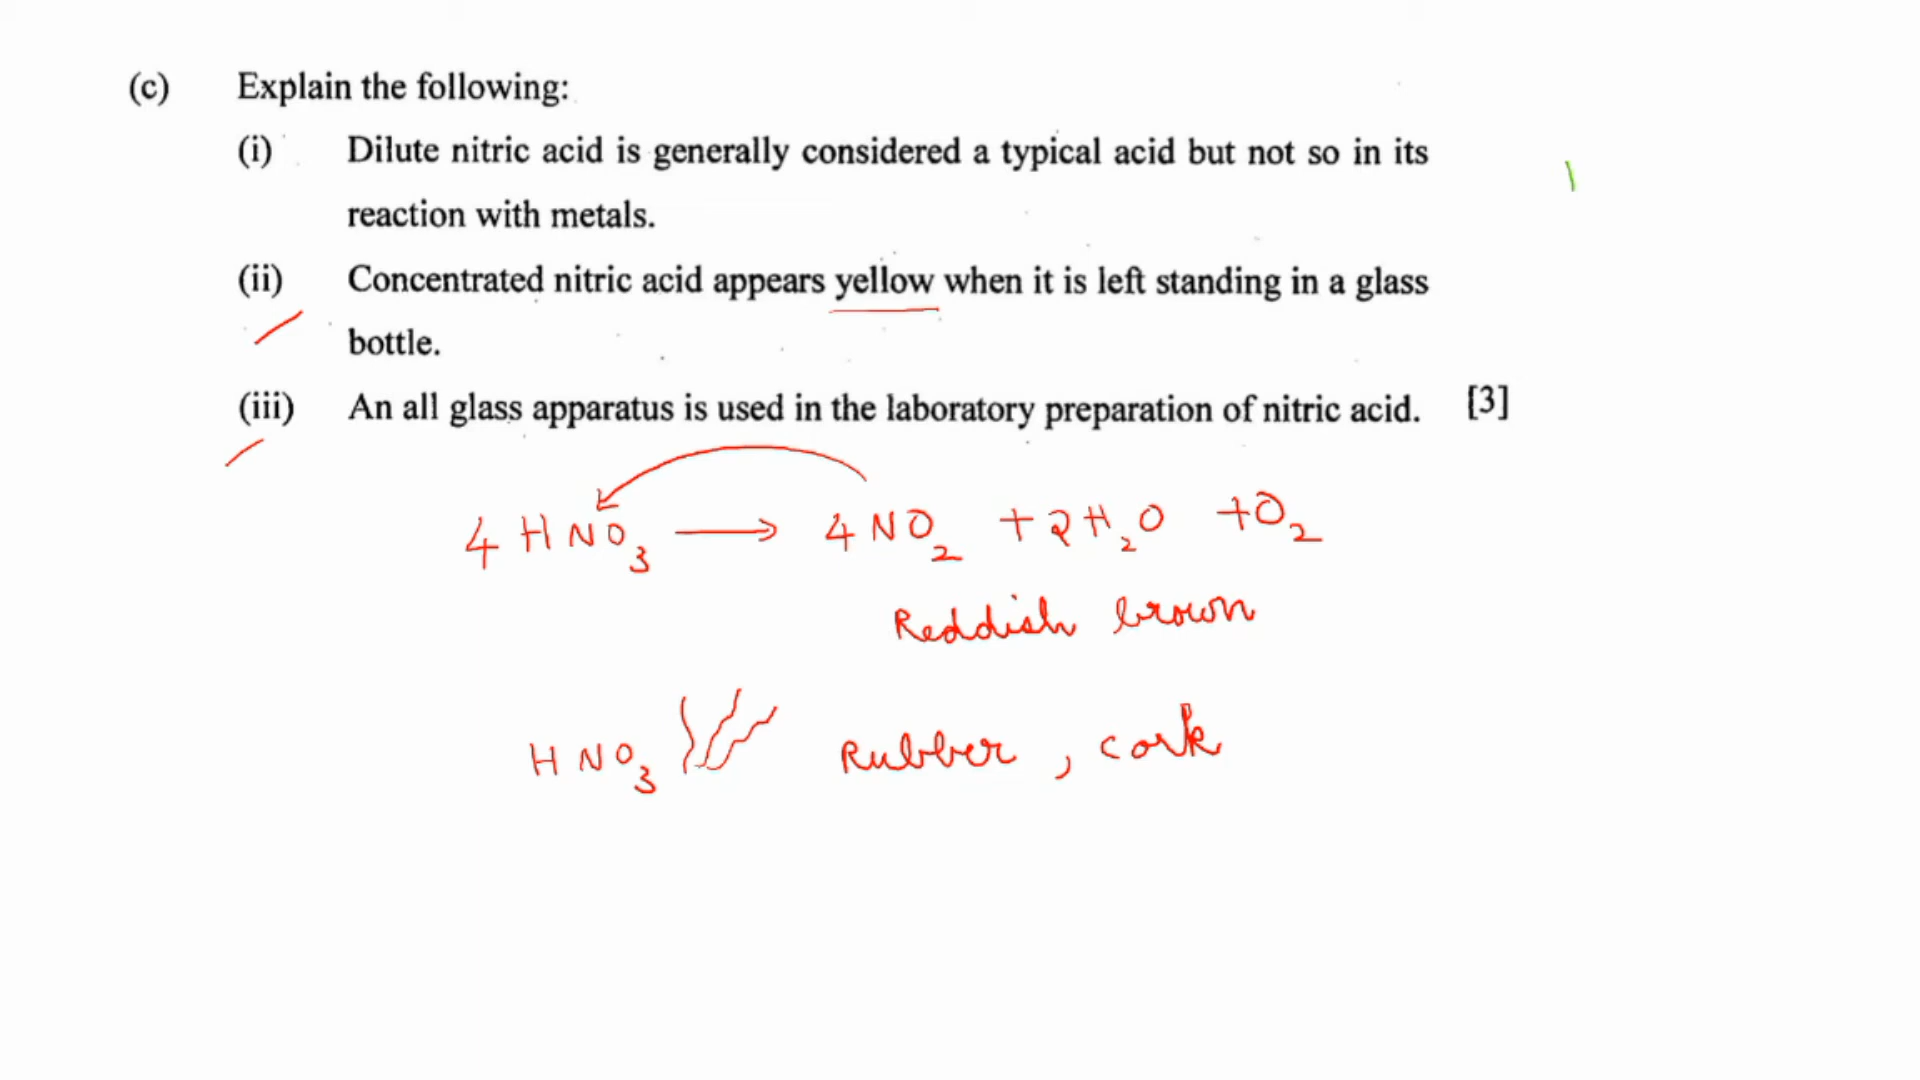 (c) Explain the following:
(i) Dilute nitric acid is generally considered a typical acid but not so in its
reaction with metals.
(ii) Concentrated nitric acid appears yellow when it is left standing in a glass
bottle.
(iii) An all glass apparatus is used in the laboratory preparation of nitric acid. [3]
4 HNO₃ ⟶ 4 NO₂ + 2H₂O + O₂
Reddish brown
HNO₃ Rubber, cork